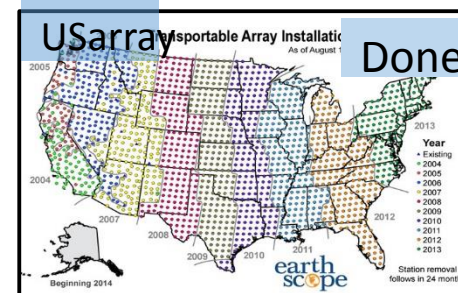 USarray
Transportable Array Installatio
As of August 1
Done
2005
2004
2007
2008
2009
2010
2011
2012
2013
Year
Existing
2004
2005
2006
2007
2008
2009
2010
2011
2012
2013
Beginning 2014
earth
scope
Station removal
follows in 24 month